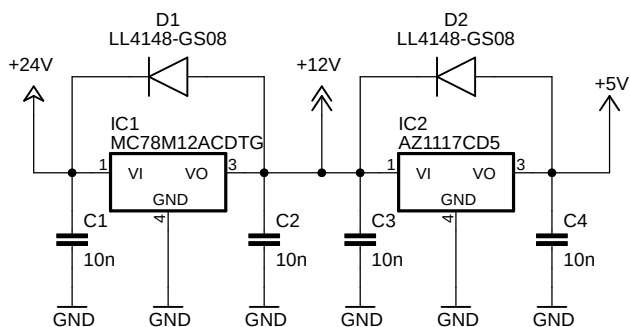 D1
LL4148-GS08
D2
LL4148-GS08
+24V
+12V
+5V
IC1
MC78M12ACDTG
IC2
AZ1117CD5
1
VI
VO
3
GND
4
1
VI
VO
3
GND
4
C1
10n
C2
10n
C3
10n
C4
10n
GND
GND
GND
GND
GND
GND